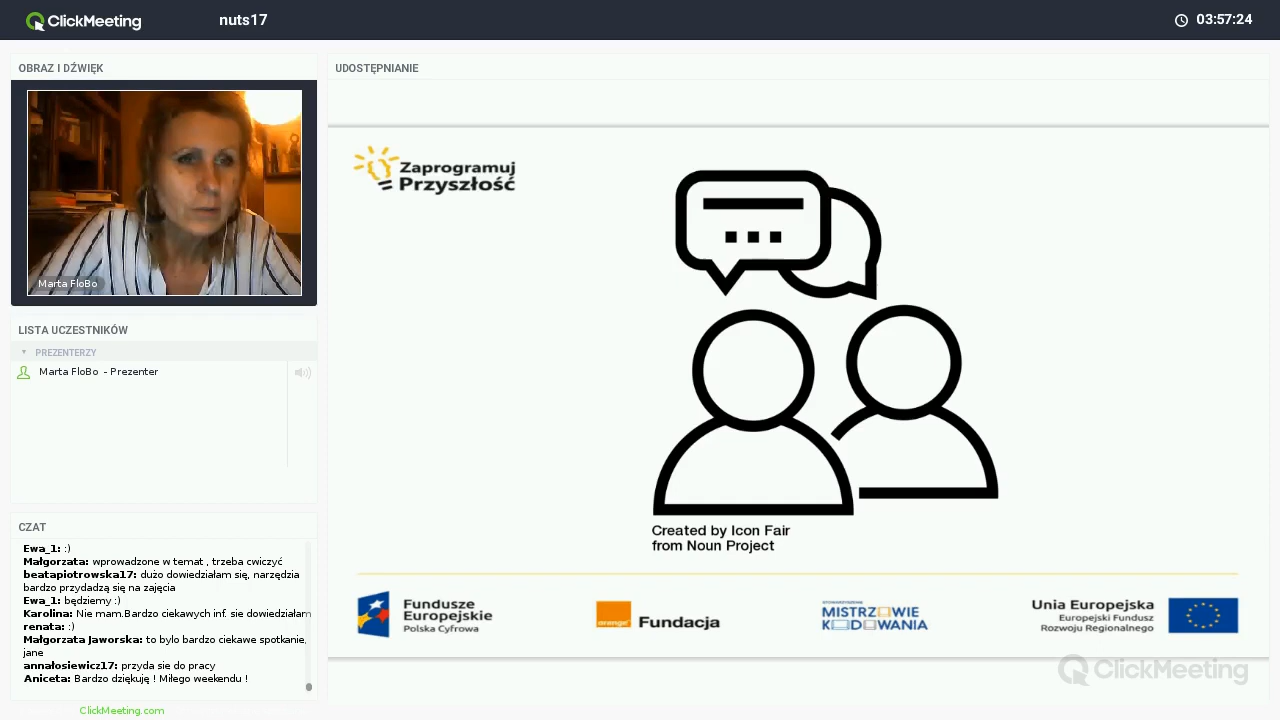 ClickMeeting
nuts17
03:57:24
OBRAZ I DŹWIĘK
UDOSTĘPNIANIE
Marta FloBo
Zaprogramuj
Przyszłość
LISTA UCZESTNIKÓW
PREZENTERZY
Marta FloBo - Prezenter
Created by Icon Fair
from Noun Project
CZAT
Ewa_1: :)
Małgorzata: wprowadzone w temat , trzeba cwiczyć
beatapiotrowska17: dużo dowiedziałam się, narzędzia
bardzo przydadzą się na zajęcia
Ewa_1: będziemy :)
Karolina: Nie mam.Bardzo ciekawych inf. sie dowiedziałam
renata: :)
Małgorzata Jaworska: to bylo bardzo ciekawe spotkanie,
jane
annałosiewicz17: przyda sie do pracy
Aniceta: Bardzo dziękuję ! Miłego weekendu !
Fundusze
Europejskie
Polska Cyfrowa
orange
Fundacja
STOWARZYSZENIE
MISTRZOWIE
KODOWANIA
Unia Europejska
Europejski Fundusz
Rozwoju Regionalnego
ClickMeeting
ClickMeeting.com